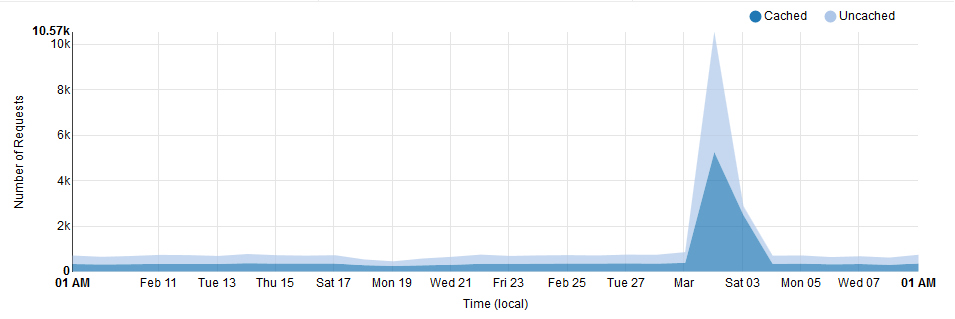 Cached Uncached
10.57k
10k
8k
6k
4k
2k
0
Number of Requests
01 AM Feb 11 Tue 13 Thu 15 Sat 17 Mon 19 Wed 21 Fri 23 Feb 25 Tue 27 Mar Sat 03 Mon 05 Wed 07 01 AM
Time (local)